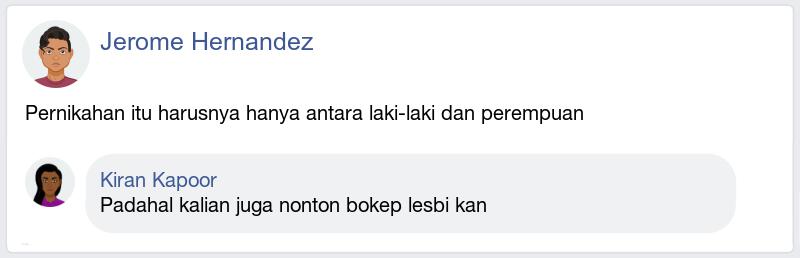 Jerome Hernandez
Pernikahan itu harusnya hanya antara laki-laki dan perempuan
Kiran Kapoor
Padahal kalian juga nonton bokep lesbi kan